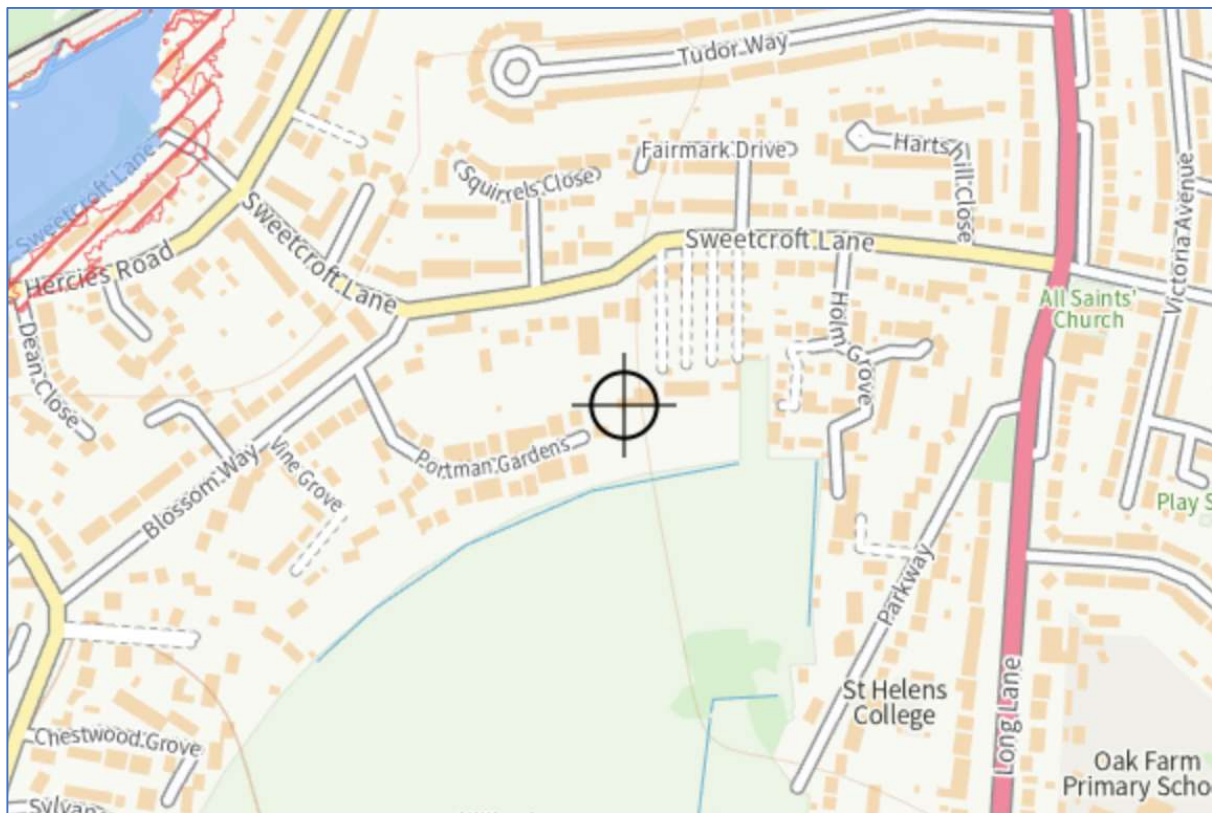 Tudor Way
Fairmark Drive
Hartshill Close
Squirrels Close
Sweetcroft Lane
Sweetcroft Lane
Sweetcroft Lane
Victoria Avenue
Hercies Road
All Saints'
Church
Holm Grove
Dean Close
Portman Gardens
Vine Grove
Blossom Way
Play S
Parkway
St Helens
College
Long Lane
Chestwood Grove
Oak Farm
Primary Scho
Sylvan